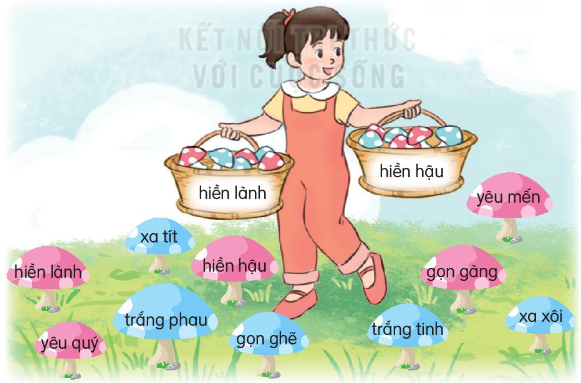 KẾT NỐI TRI THỨC
VỚI CUỘC SỐNG
hiền hậu
hiền lành
yêu mến
xa tít
hiền lành
hiền hậu
gọn gàng
trắng phau
xa xôi
trắng tinh
yêu quý
gọn ghẽ